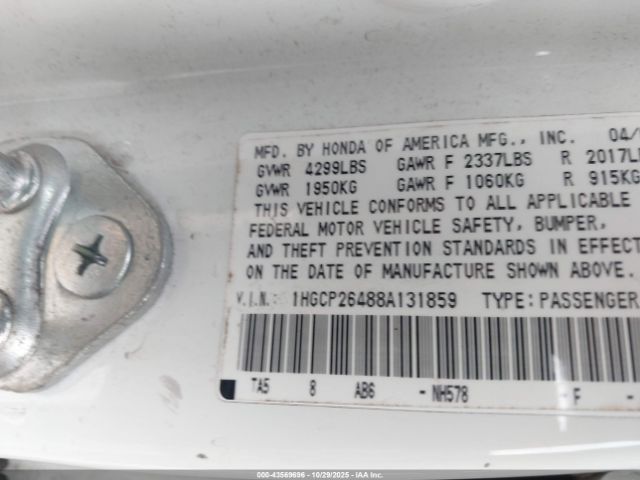 MFD. BY HONDA OF AMERICA MFG., INC. 04/
GVWR 4299LBS GAWR F 2337LBS R 2017L
GVWR 1950KG GAWR F 1060KG R 915KG
THIS VEHICLE CONFORMS TO ALL APPLICABLE
FEDERAL MOTOR VEHICLE SAFETY, BUMPER,
AND THEFT PREVENTION STANDARDS IN EFFECT
ON THE DATE OF MANUFACTURE SHOWN ABOVE.
V.I.N.: 1HGCP26488A131859 TYPE:PASSENGER
TA5 8 AB6 - NH578 - F -
000-43569696 - 10/29/2025 - IAA Inc.